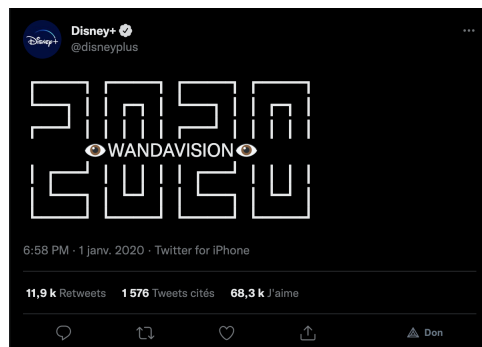 Disney+
@disneyplus
Disney+
2020
WANDAVISION
6:58 PM · 1 janv. 2020 · Twitter for iPhone
11,9 k Retweets 1 576 Tweets cités 68,3 k J'aime
Don